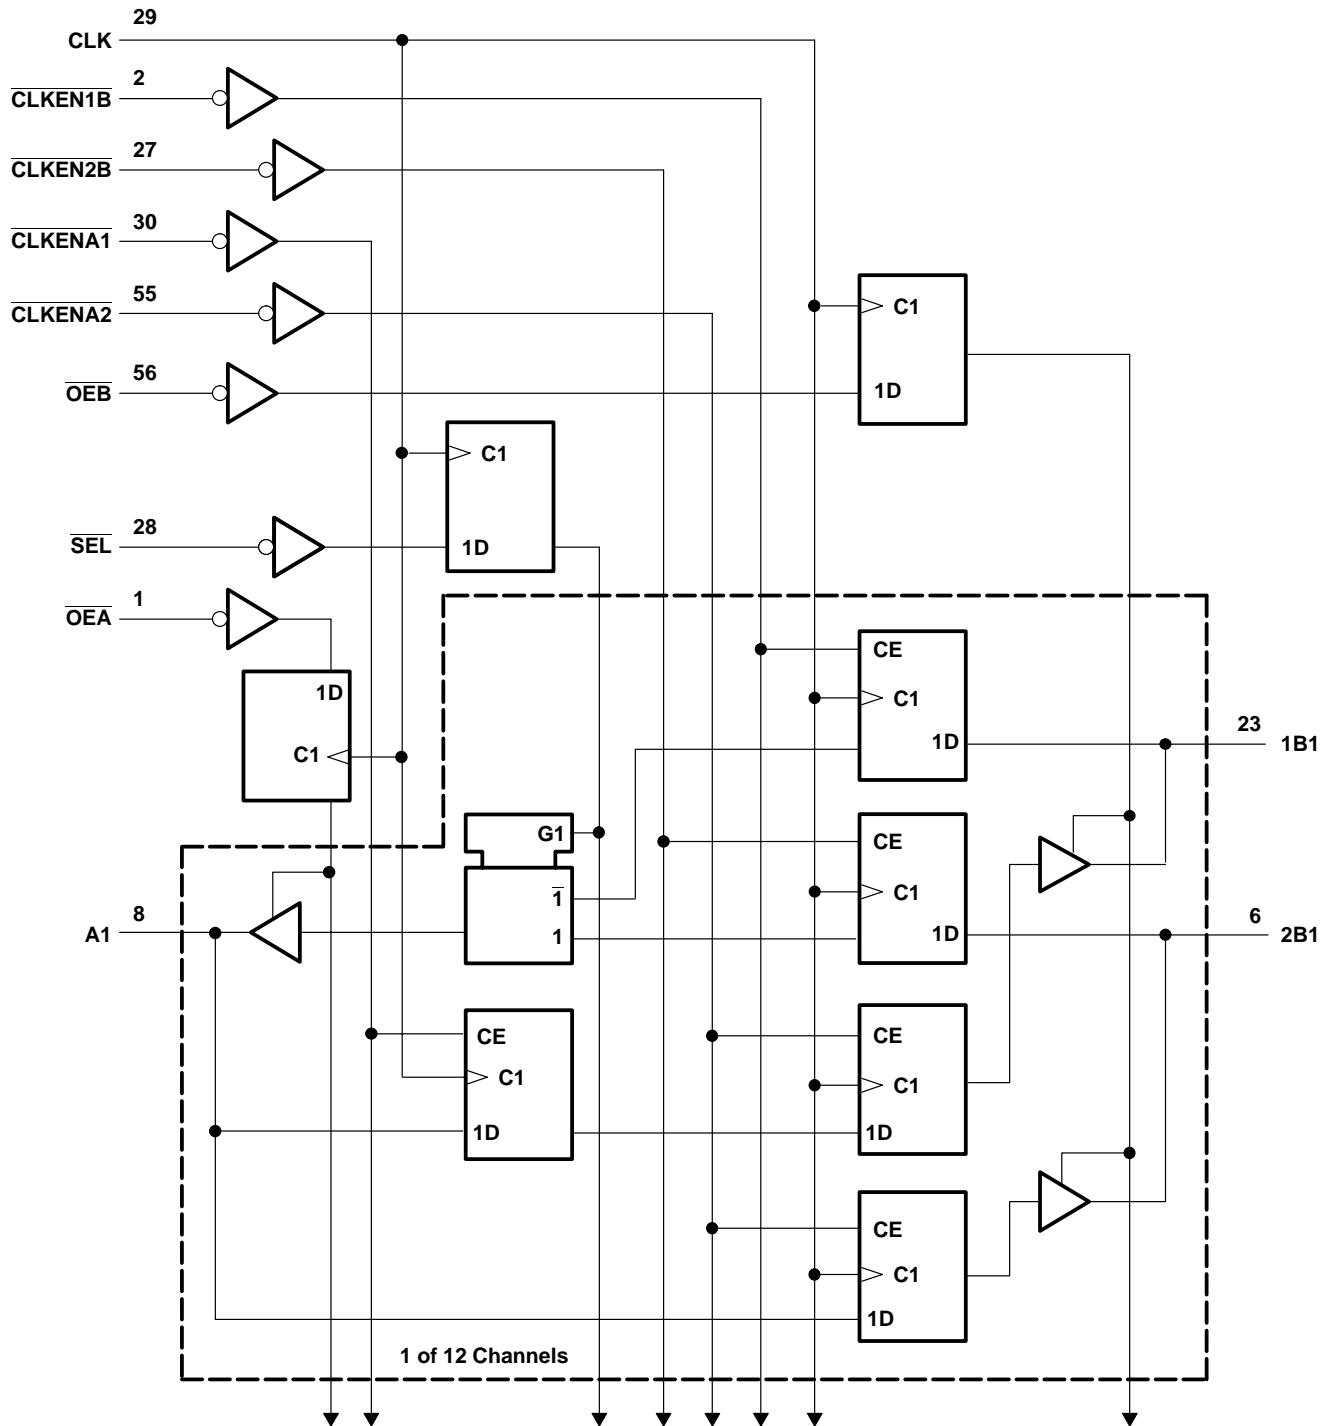 29
CLK
2
CLKEN1B
27
CLKEN2B
30
CLKENA1
55
CLKENA2
C1
56
OEB
1D
C1
28
SEL
1D
1
OEA
CE
1D
C1
23
C1
1D
1B1
G1
CE
1
C1
8
6
A1
1
1D
2B1
CE
CE
C1
C1
1D
1D
CE
C1
1D
1 of 12 Channels